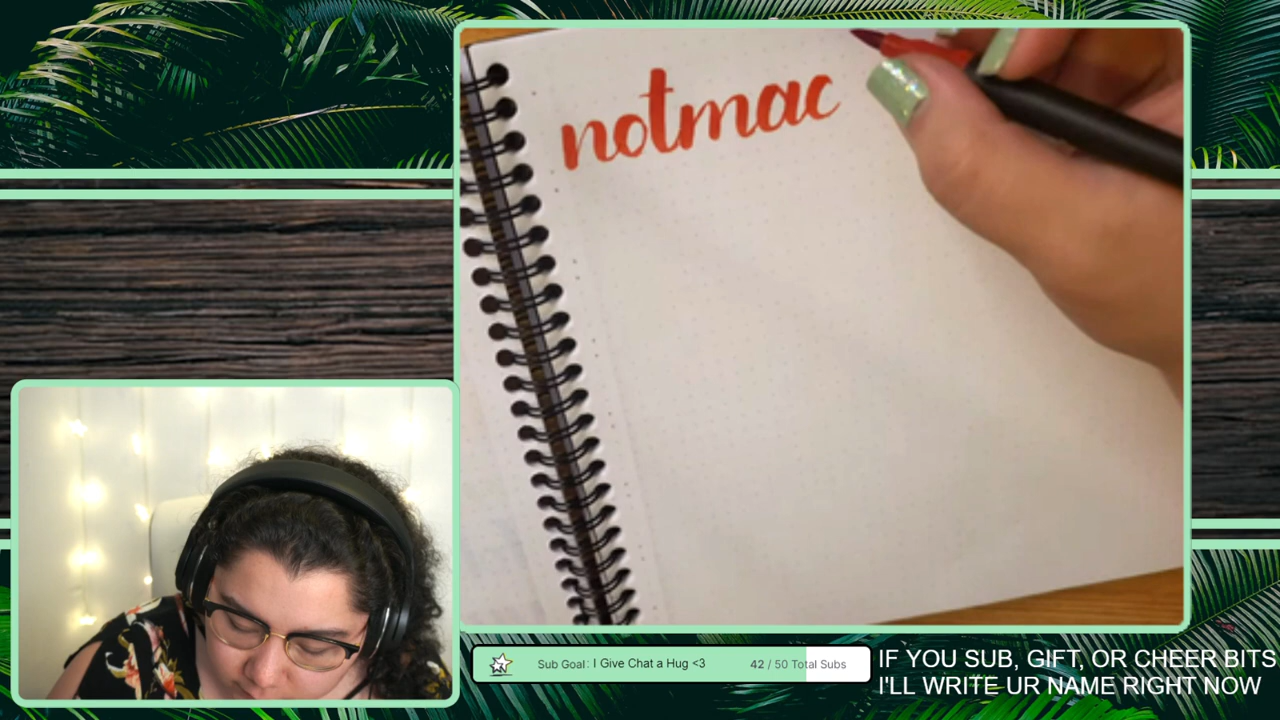 notmac
Sub Goal: I Give Chat a Hug <3 42 / 50 Total Subs
IF YOU SUB, GIFT, OR CHEER BITS
I'LL WRITE UR NAME RIGHT NOW